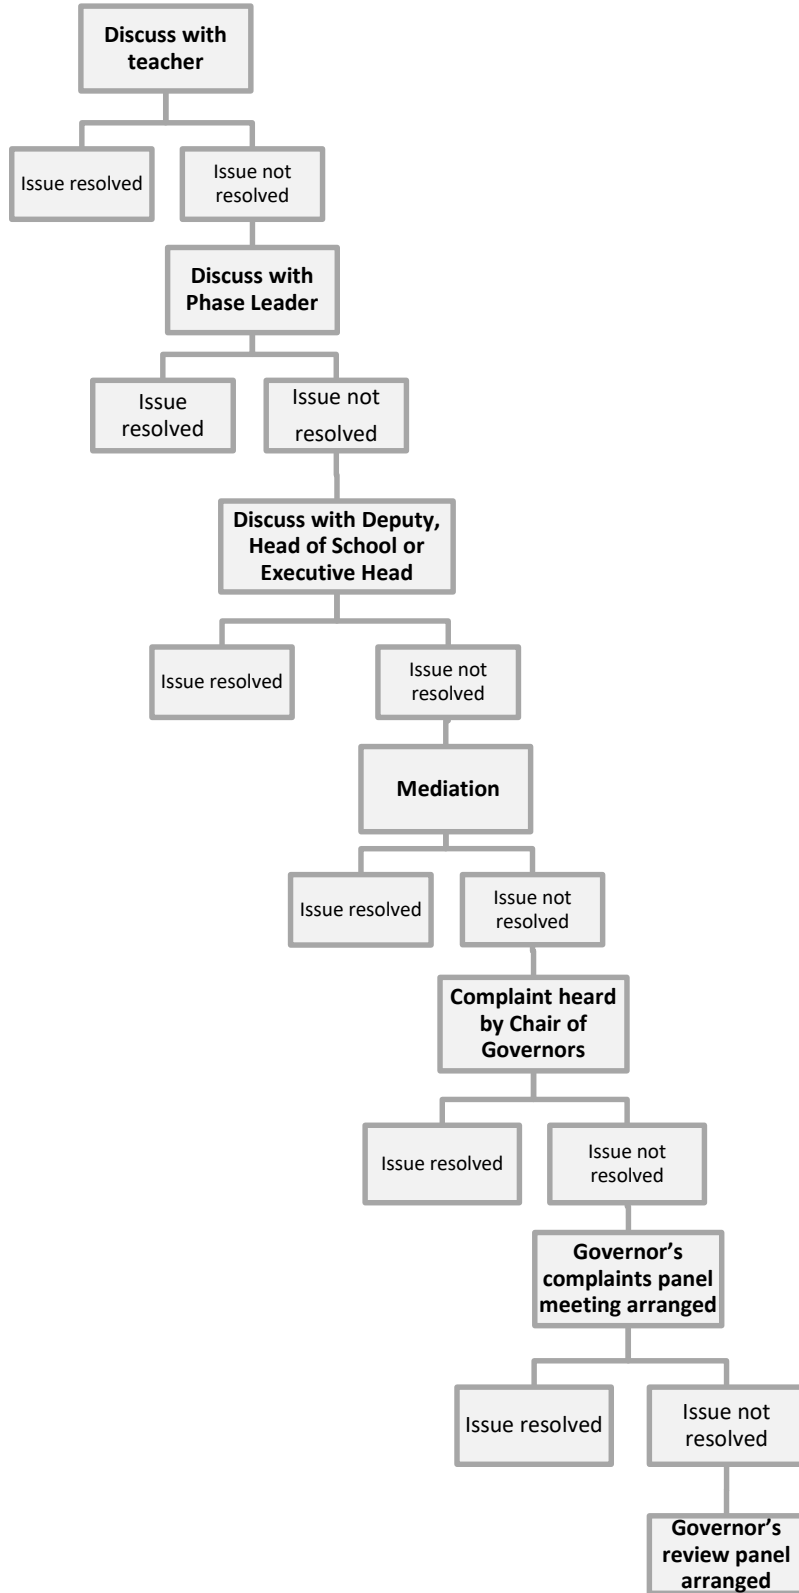 Discuss with
teacher
Issue resolved
Issue not
resolved
Discuss with
Phase Leader
Issue
resolved
Issue not
resolved
Discuss with Deputy,
Head of School or
Executive Head
Issue resolved
Issue not
resolved
Mediation
Issue resolved
Issue not
resolved
Complaint heard
by Chair of
Governors
Issue resolved
Issue not
resolved
Governor’s
complaints panel
meeting arranged
Issue resolved
Issue not
resolved
Governor’s
review panel
arranged